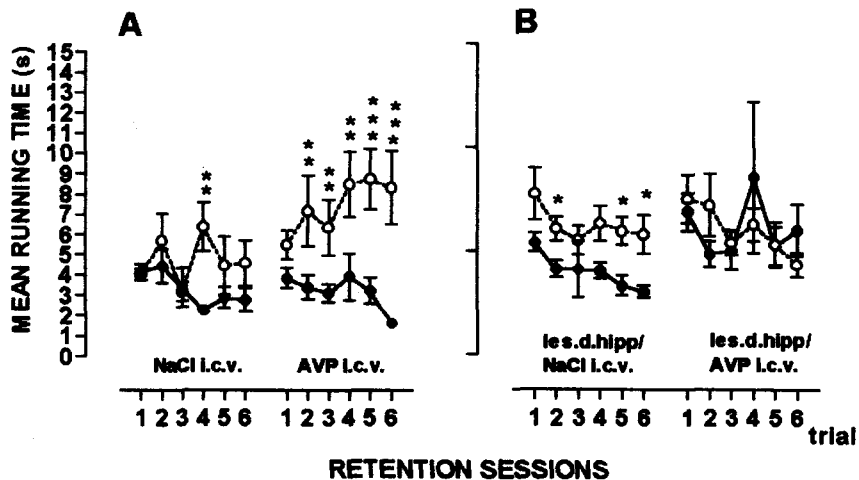 A
B
MEAN RUNNING TIME (s)
15
14
13
12
11
10
9
8
7
6
5
4
3
2
1
0
**
** ** ** *** ***
* * *
NaCl i.c.v.
AVP i.c.v.
les.d.hipp/
NaCl i.c.v.
les.d.hipp/
AVP i.c.v.
1 2 3 4 5 6
1 2 3 4 5 6
1 2 3 4 5 6
1 2 3 4 5 6
trial
RETENTION SESSIONS